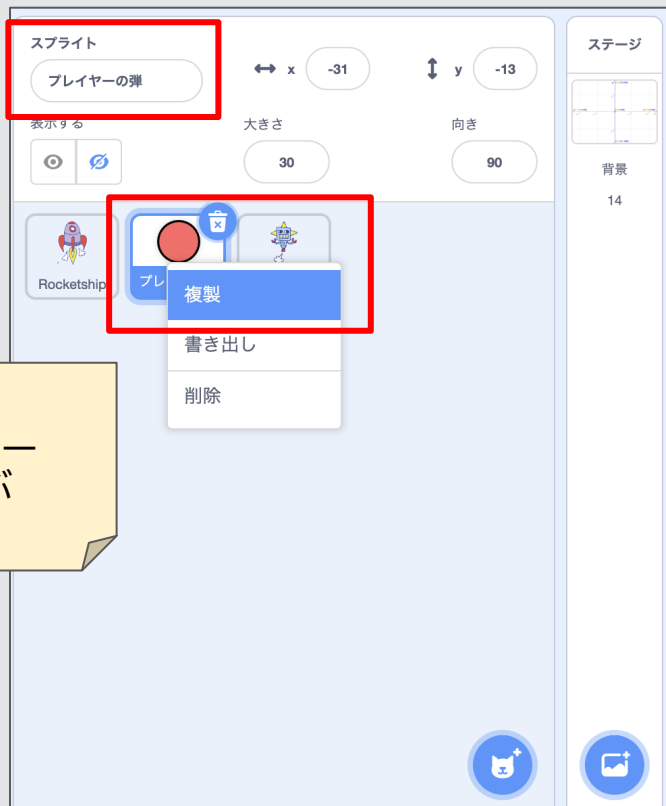 スプライト
プレイヤーの弾
x
-31
y
-13
ステージ
表示する
大きさ
向き
30
90
背景
14
Rocketship
プレ
複製
書き出し
削除
ー
が